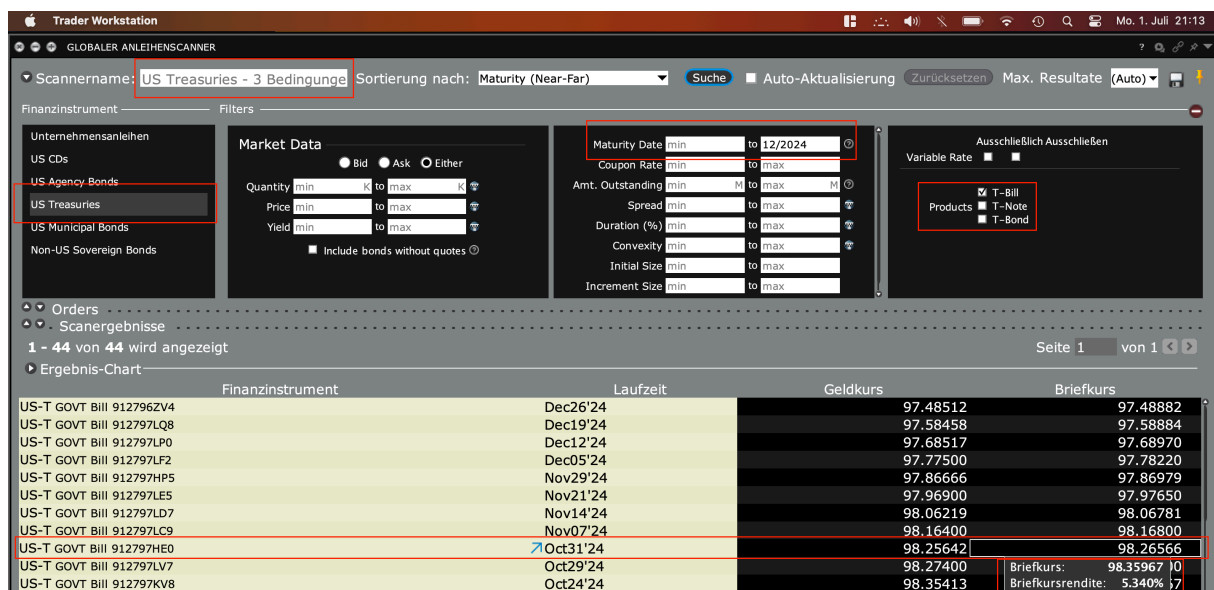 Trader Workstation Mo. 1. Juli 21:13
GLOBALER ANLEIHENSCANNER ?
Scannername: US Treasuries - 3 Bedingunge Sortierung nach: Maturity (Near-Far) Suche Auto-Aktualisierung Zurücksetzen Max. Resultate (Auto)
Finanzinstrument Filters
Unternehmensanleihen
US CDs
US Agency Bonds
US Treasuries
US Municipal Bonds
Non-US Sovereign Bonds
Market Data
Bid Ask Either
Quantity min K to max K
Price min to max
Yield min to max
Include bonds without quotes ?
Maturity Date min to 12/2024 ?
Coupon Rate min to max
Amt. Outstanding min M to max M ?
Spread min to max
Duration (%) min to max
Convexity min to max
Initial Size min to max
Increment Size min to max
Ausschließlich Ausschließen
Variable Rate
Products T-Bill
T-Note
T-Bond
Orders
Scanergebnisse
1 - 44 von 44 wird angezeigt Seite 1 von 1
Ergebnis-Chart
Finanzinstrument Laufzeit Geldkurs Briefkurs
US-T GOVT Bill 912796ZV4 Dec26'24 97.48512 97.48882
US-T GOVT Bill 912797LQ8 Dec19'24 97.58458 97.58884
US-T GOVT Bill 912797LP0 Dec12'24 97.68517 97.68970
US-T GOVT Bill 912797LF2 Dec05'24 97.77500 97.78220
US-T GOVT Bill 912797HP5 Nov29'24 97.86666 97.86979
US-T GOVT Bill 912797LE5 Nov21'24 97.96900 97.97650
US-T GOVT Bill 912797LD7 Nov14'24 98.06219 98.06781
US-T GOVT Bill 912797LC9 Nov07'24 98.16400 98.16800
US-T GOVT Bill 912797HE0 Oct31'24 98.25642 98.26566
US-T GOVT Bill 912797LV7 Oct29'24 98.27400
US-T GOVT Bill 912797KV8 Oct24'24 98.35413
Briefkurs: 98.35967
Briefkursrendite: 5.340%